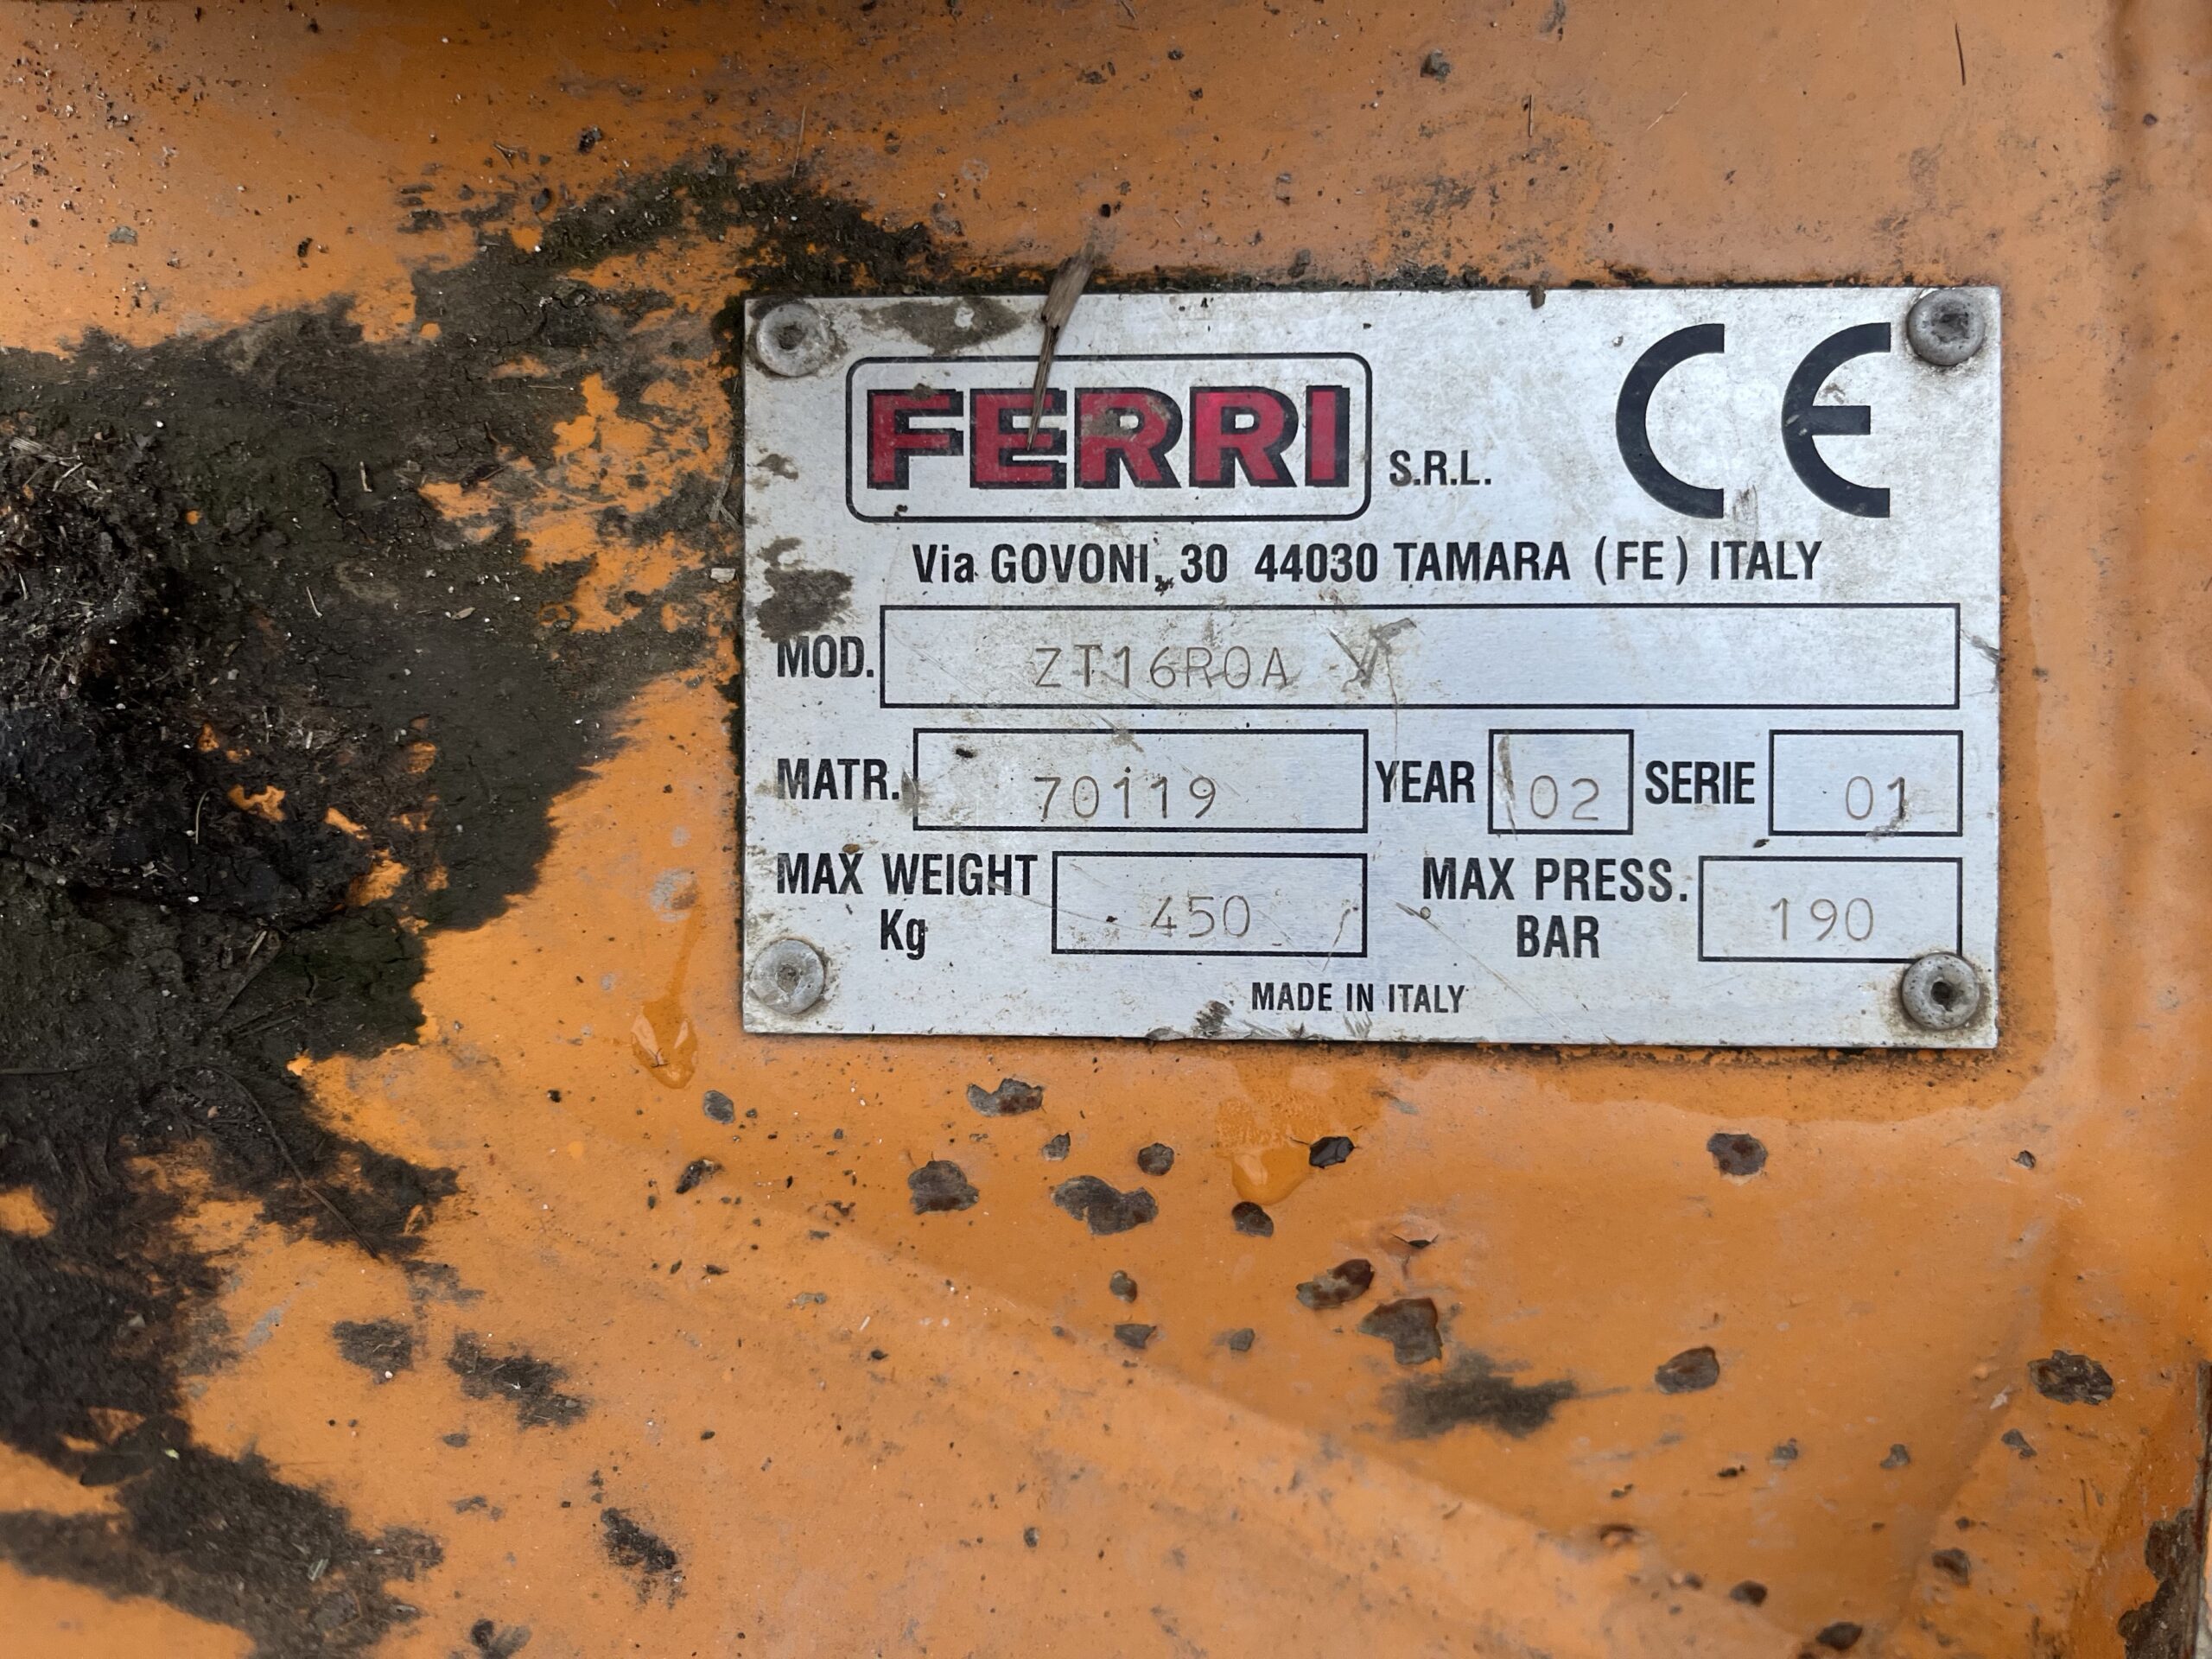 FERRI S.R.L. CE
Via GOVONI, 30 44030 TAMARA (FE) ITALY
MOD. ZT16R0A
MATR. 70119 YEAR 02 SERIE 01
MAX WEIGHT Kg 450 MAX PRESS. BAR 190
MADE IN ITALY